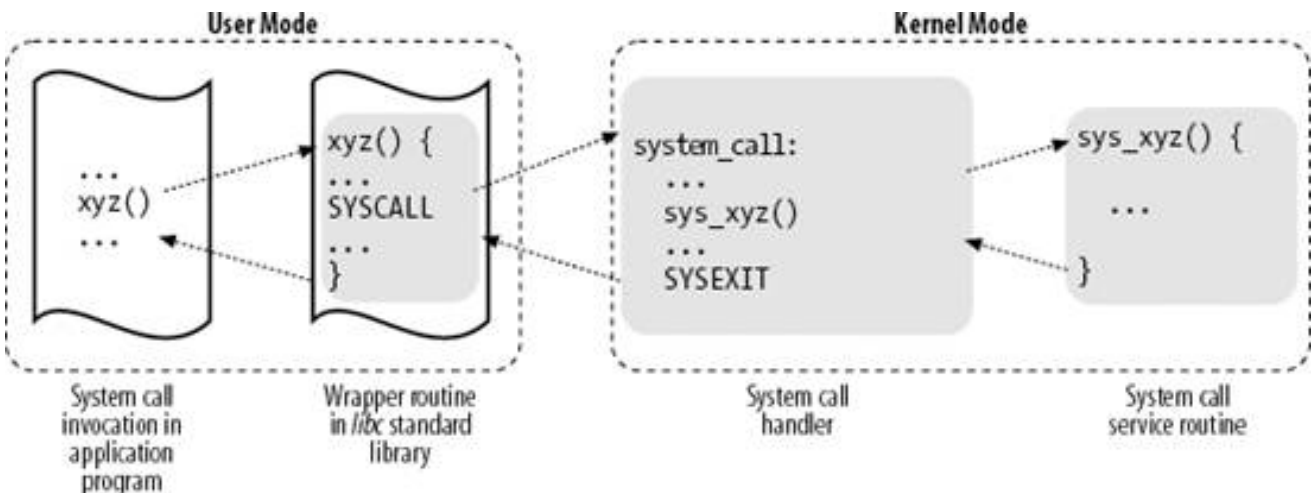 User Mode
Kernel Mode
...
xyz()
...
xyz() {
...
SYSCALL
...
}
system_call:
...
sys_xyz()
...
SYSEXIT
sys_xyz() {
...
}
System call
invocation in
application
program
Wrapper routine
in libc standard
library
System call
handler
System call
service routine